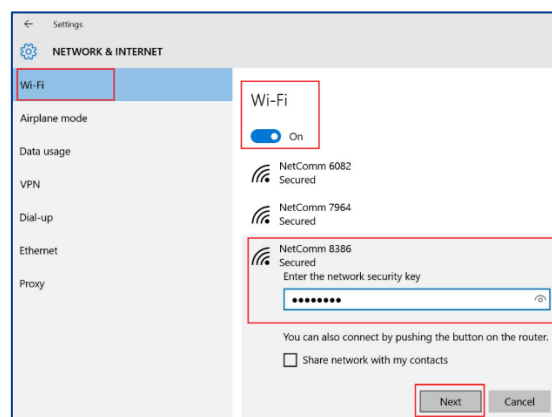 Settings
NETWORK & INTERNET
Wi-Fi
Airplane mode
Data usage
VPN
Dial-up
Ethernet
Proxy
Wi-Fi
On
NetComm 6082
Secured
NetComm 7964
Secured
NetComm 8386
Secured
Enter the network security key
••••••••
You can also connect by pushing the button on the router.
Share network with my contacts
Next Cancel